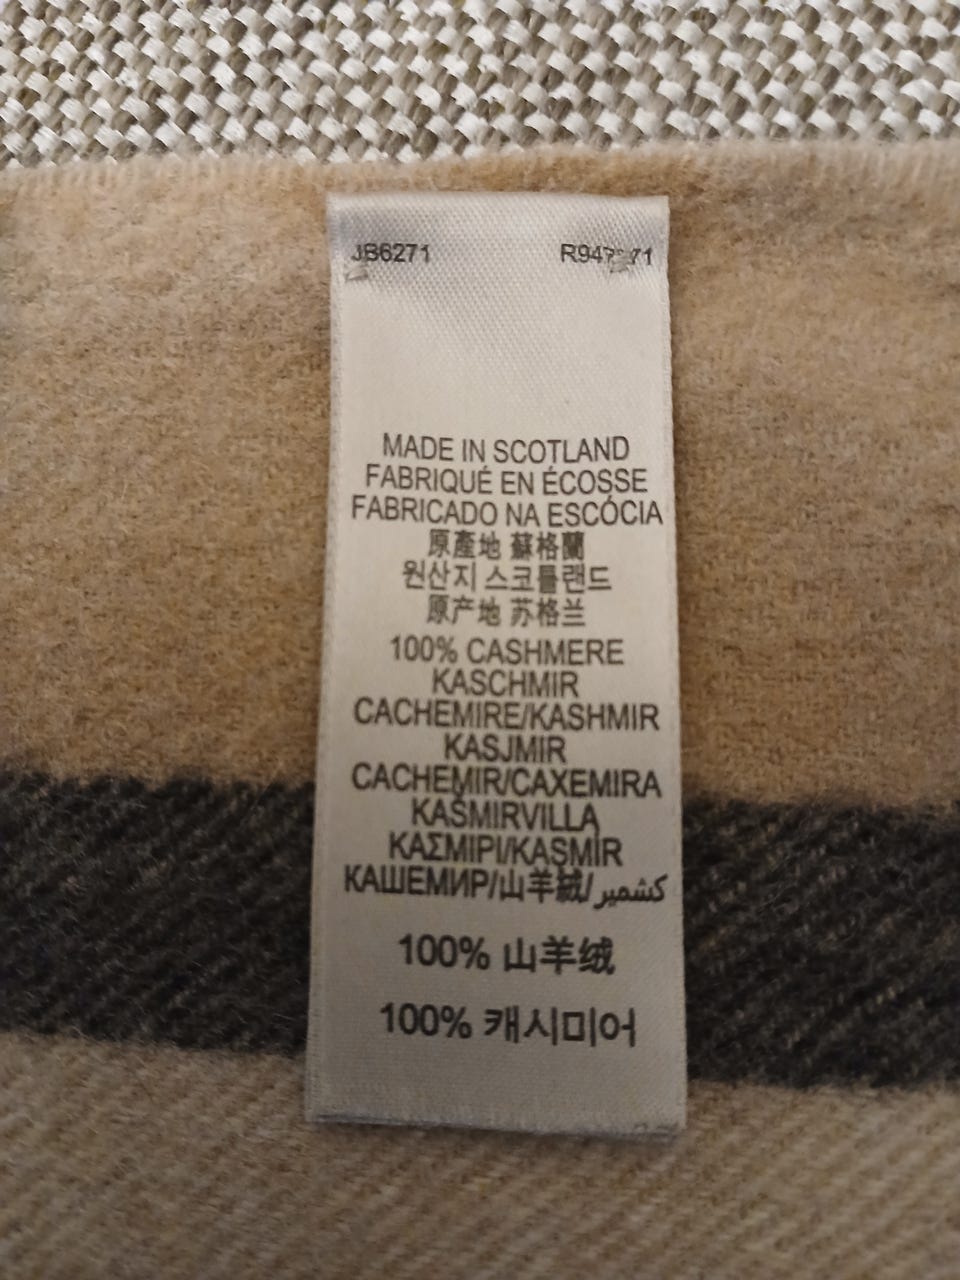 JB6271
MADE IN SCOTLAND
FABRIQUÉ EN ÉCOSSE
FABRICADO NA ESCÓCIA
原產地 蘇格蘭
원산지 스코틀랜드
原产地 苏格兰
100% CASHMERE
KASCHMIR
CACHEMIRE/KASHMIR
KASJMIR
CACHEMIR/CAXEMIRA
KAŠMIRVILLA
ΚΑΣΜΙΡΙ/KAŞMİR
КАШЕМИР/山羊絨/كشمير
100% 山羊绒
100% 캐시미어